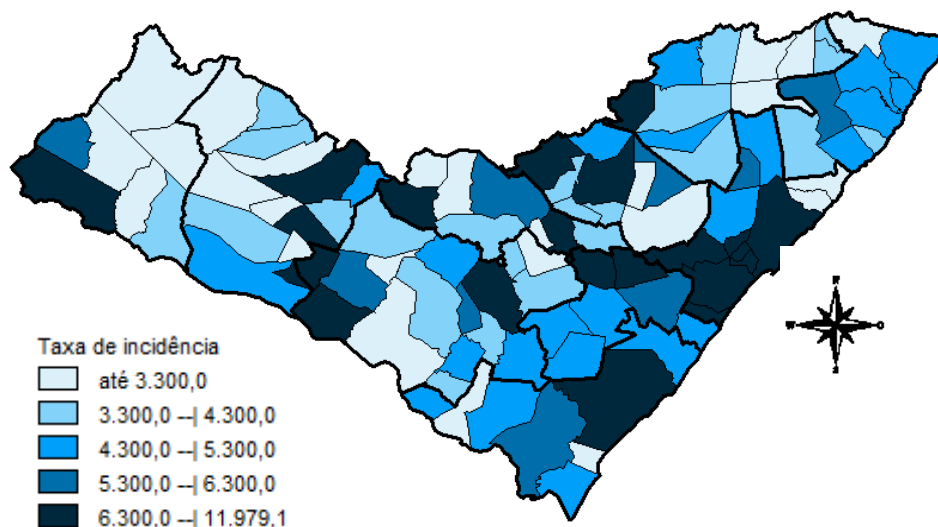 Taxa de incidência
até 3.300,0
3.300,0 --| 4.300,0
4.300,0 --| 5.300,0
5.300,0 --| 6.300,0
6.300,0 --| 11.979,1